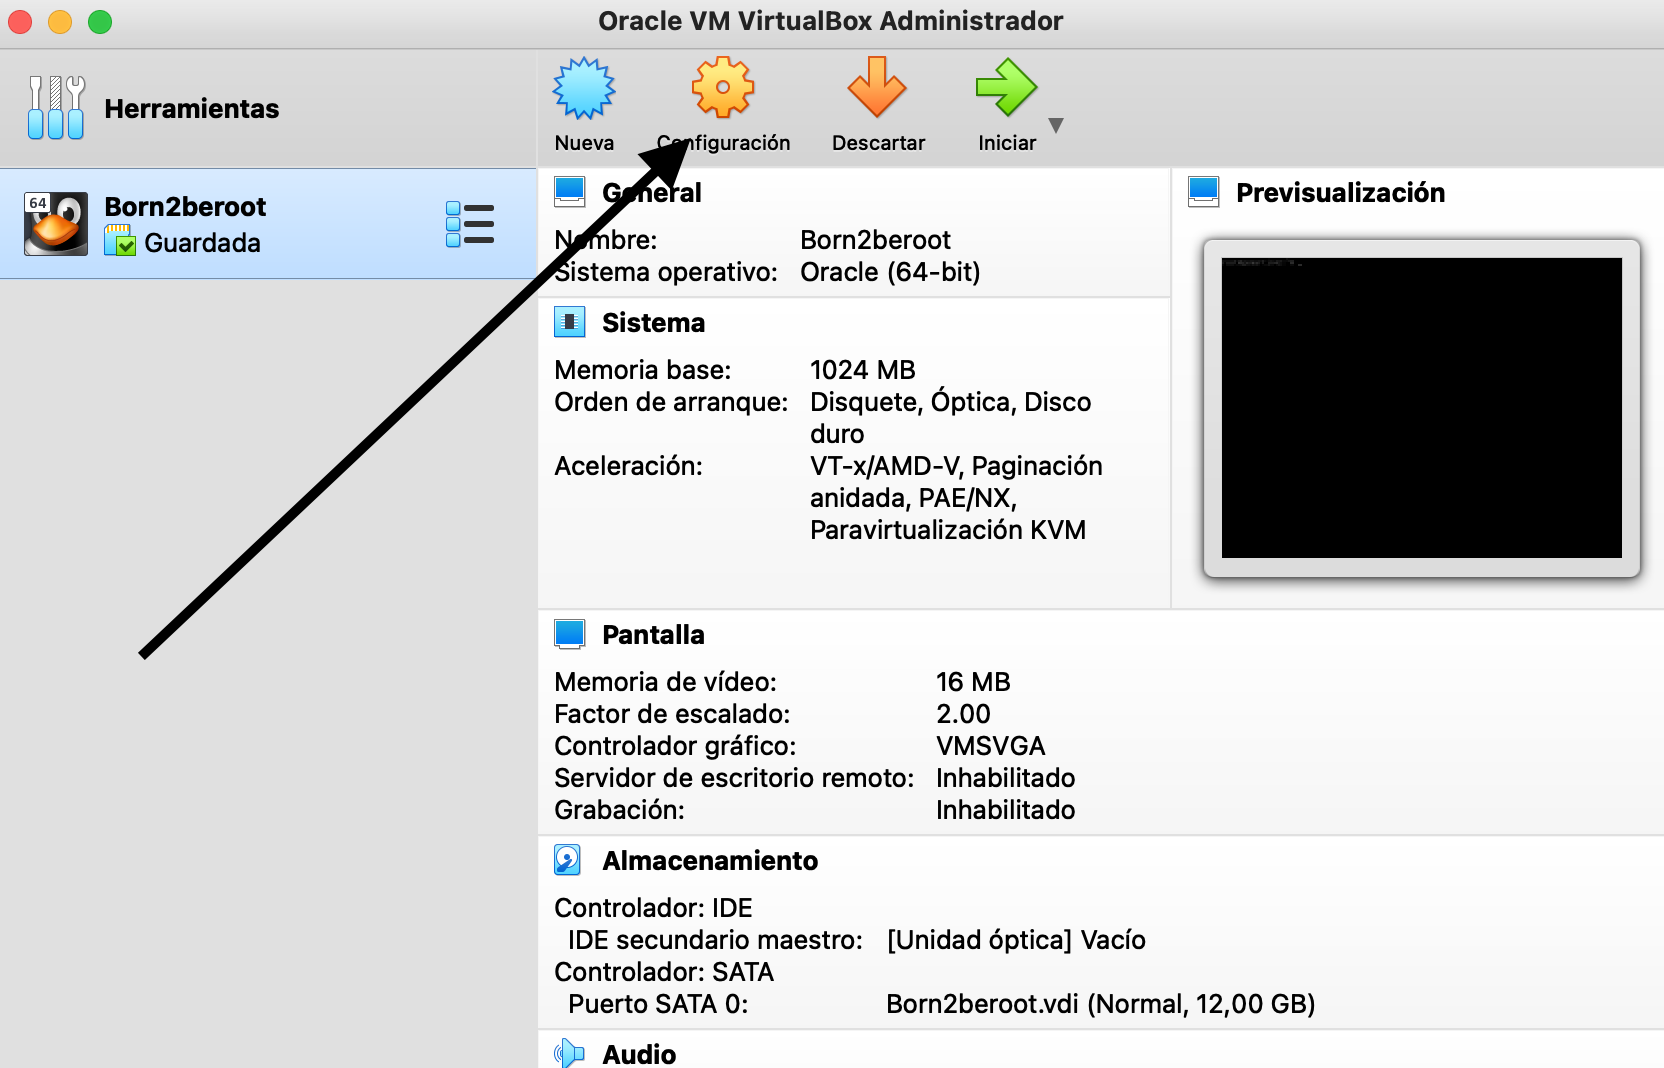 Oracle VM VirtualBox Administrador
Herramientas
Nueva
Configuración
Descartar
Iniciar
64
Born2beroot
Guardada
General
Nombre: Born2beroot
Sistema operativo: Oracle (64-bit)
Previsualización
Sistema
Memoria base: 1024 MB
Orden de arranque: Disquete, Óptica, Disco
duro
Aceleración: VT-x/AMD-V, Paginación
anidada, PAE/NX,
Paravirtualización KVM
Pantalla
Memoria de vídeo: 16 MB
Factor de escalado: 2.00
Controlador gráfico: VMSVGA
Servidor de escritorio remoto: Inhabilitado
Grabación: Inhabilitado
Almacenamiento
Controlador: IDE
IDE secundario maestro: [Unidad óptica] Vacío
Controlador: SATA
Puerto SATA 0: Born2beroot.vdi (Normal, 12,00 GB)
Audio